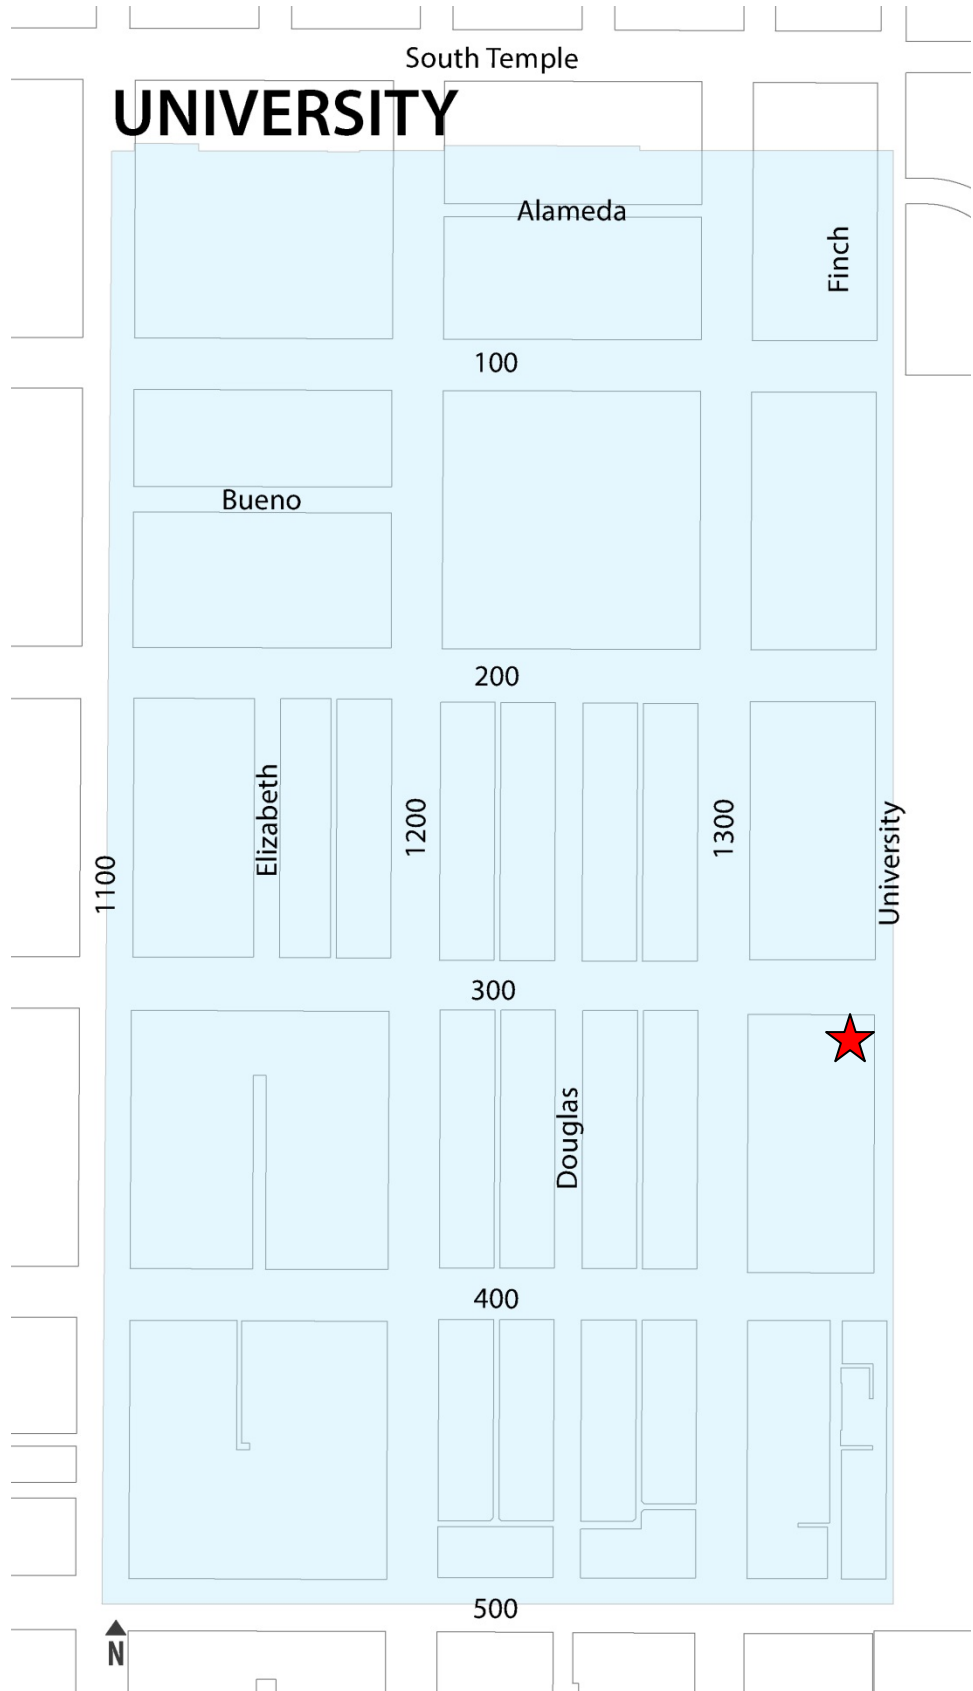 South Temple
UNIVERSITY
Alameda
Finch
100
Bueno
200
Elizabeth
1200
1300
University
1100
300
Douglas
400
500
N